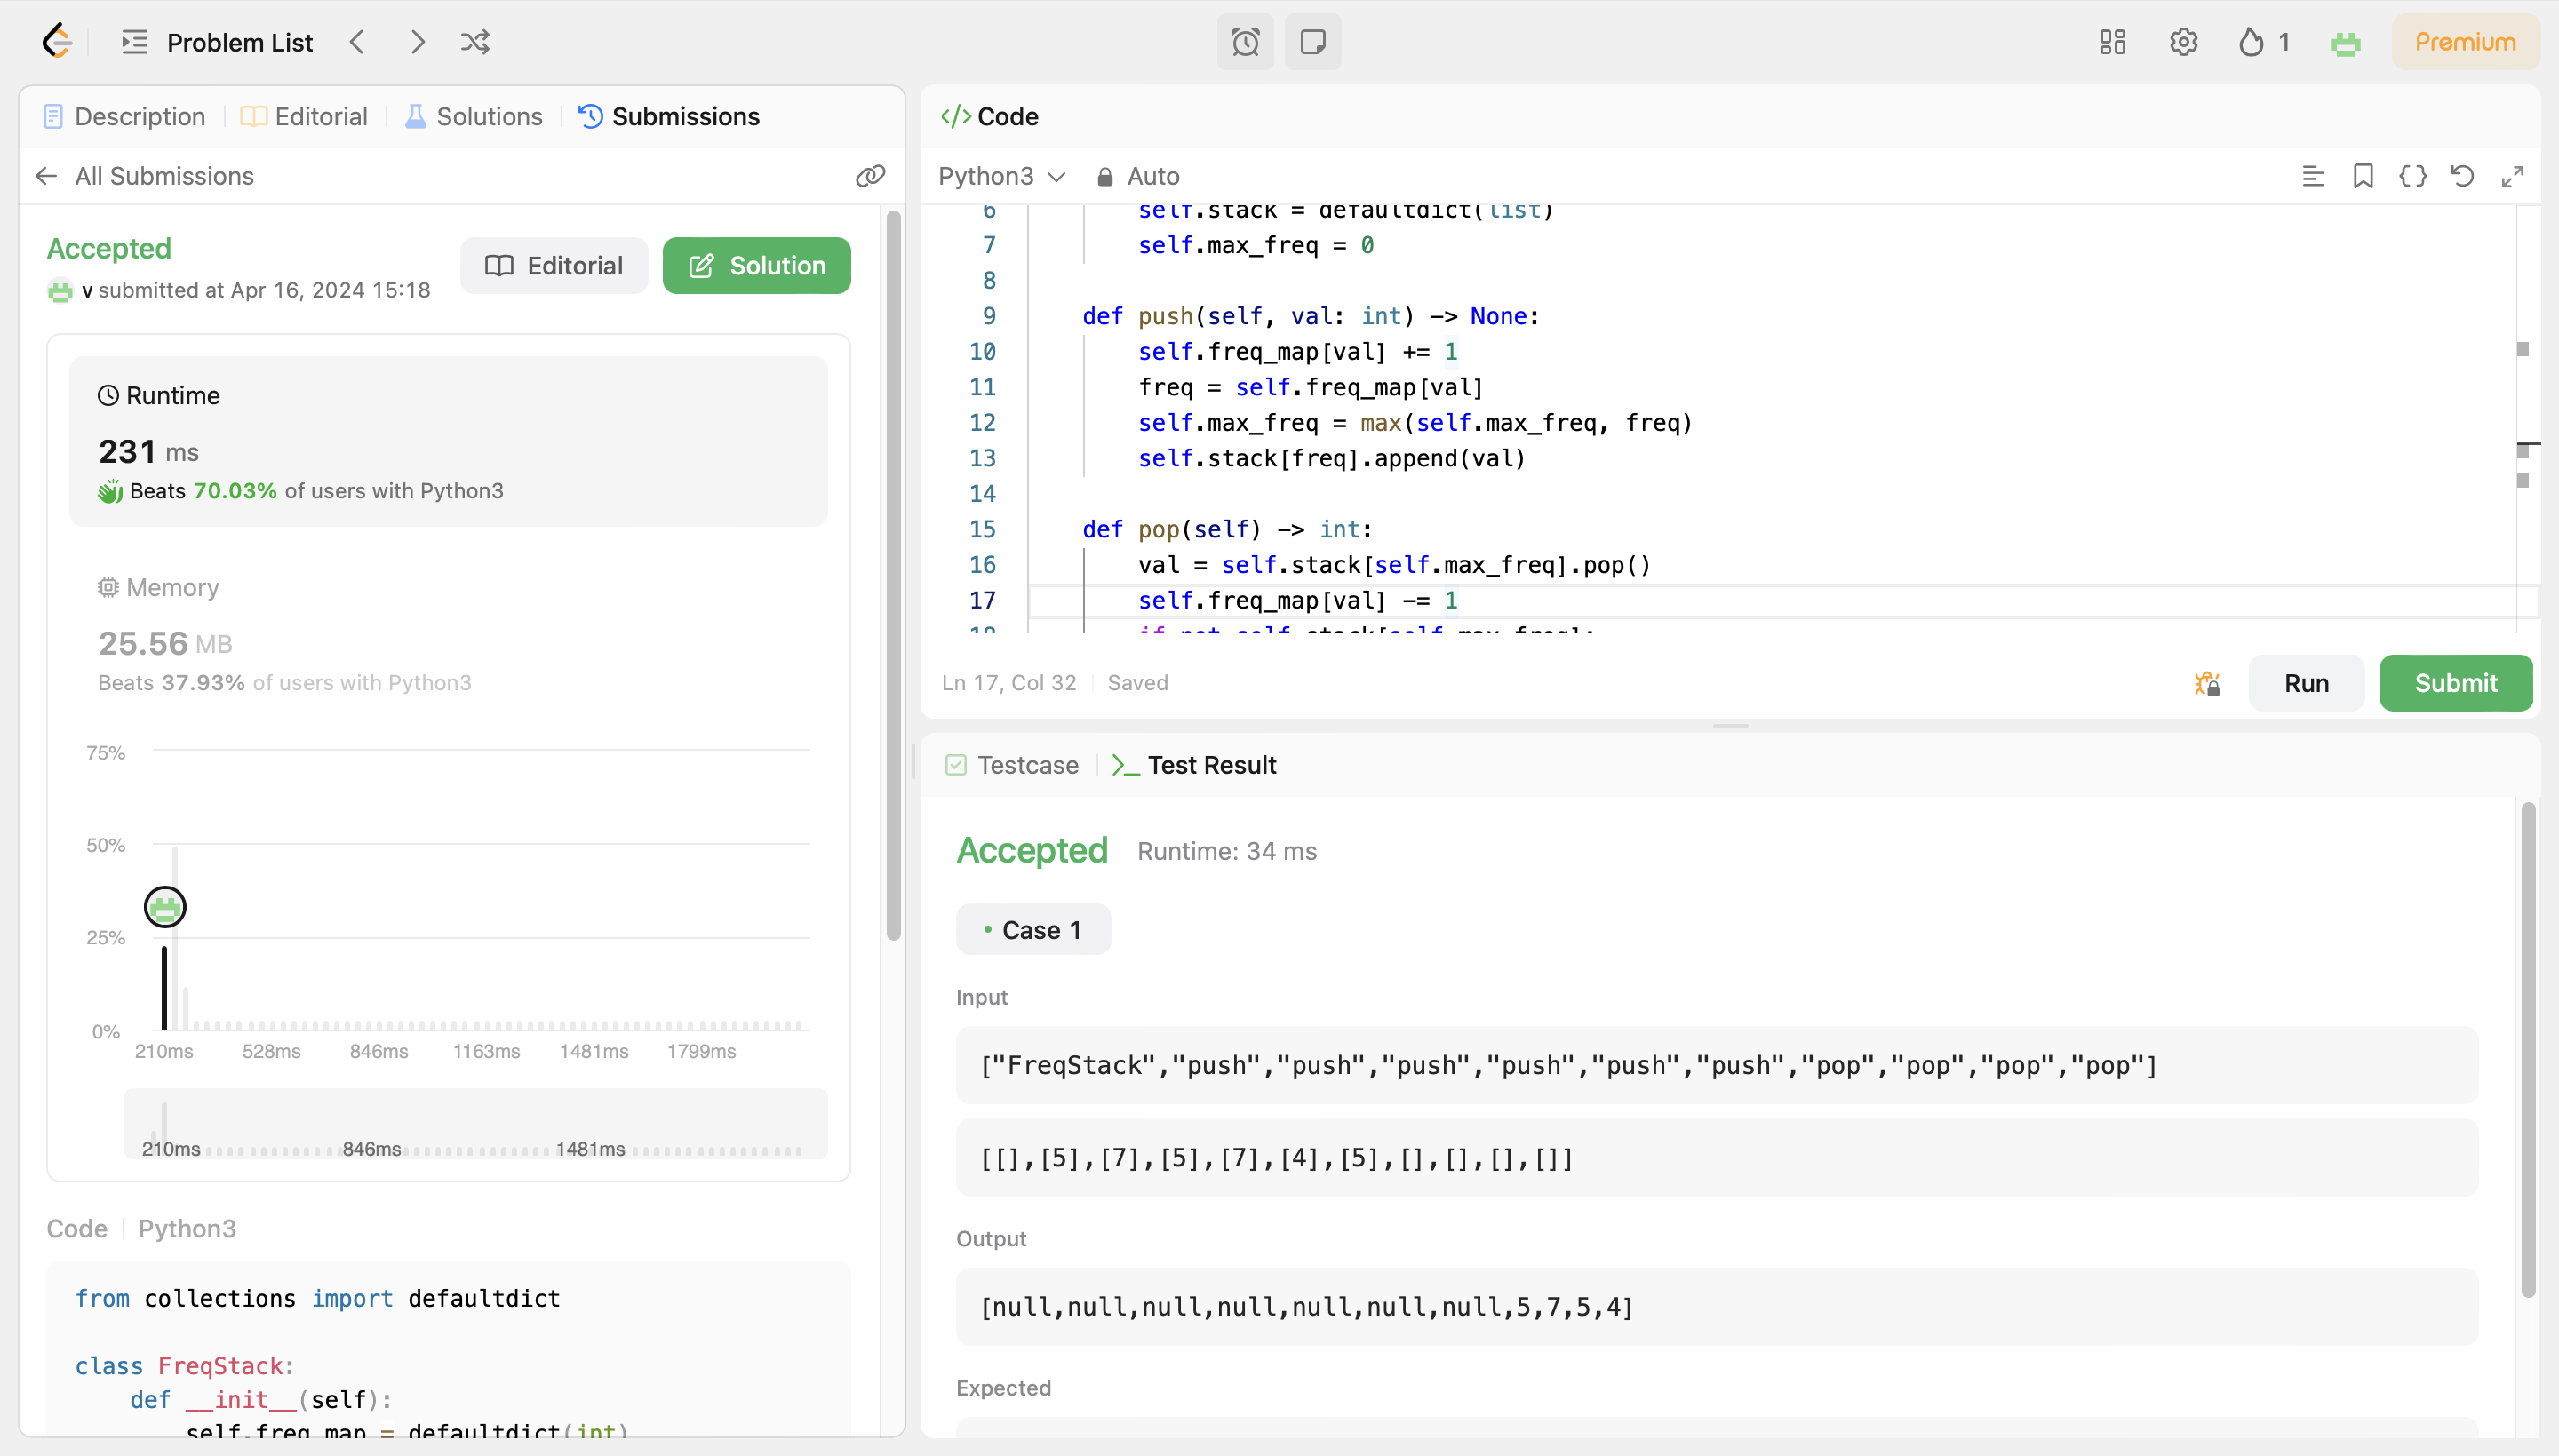 Problem List
1
Premium
Description
Editorial
Solutions
Submissions
All Submissions
Accepted
v submitted at Apr 16, 2024 15:18
Editorial
Solution
Runtime
231 ms
Beats 70.03% of users with Python3
Memory
25.56 MB
Beats 37.93% of users with Python3
75%
50%
25%
0%
210ms 528ms 846ms 1163ms 1481ms 1799ms
210ms 846ms 1481ms
Code Python3
from collections import defaultdict
class FreqStack:
def __init__(self):
self.freq_map = defaultdict(int)
</> Code
Python3
Auto
6 self.stack = defaultdict(list)
7 self.max_freq = 0
8
9 def push(self, val: int) -> None:
10 self.freq_map[val] += 1
11 freq = self.freq_map[val]
12 self.max_freq = max(self.max_freq, freq)
13 self.stack[freq].append(val)
14
15 def pop(self) -> int:
16 val = self.stack[self.max_freq].pop()
17 self.freq_map[val] -= 1
18 if not self.stack[self.max_freq]:
Ln 17, Col 32
Saved
Run
Submit
Testcase
Test Result
Accepted
Runtime: 34 ms
Case 1
Input
["FreqStack","push","push","push","push","push","push","pop","pop","pop","pop"]
[[],[5],[7],[5],[7],[4],[5],[],[],[],[]]
Output
[null,null,null,null,null,null,null,5,7,5,4]
Expected